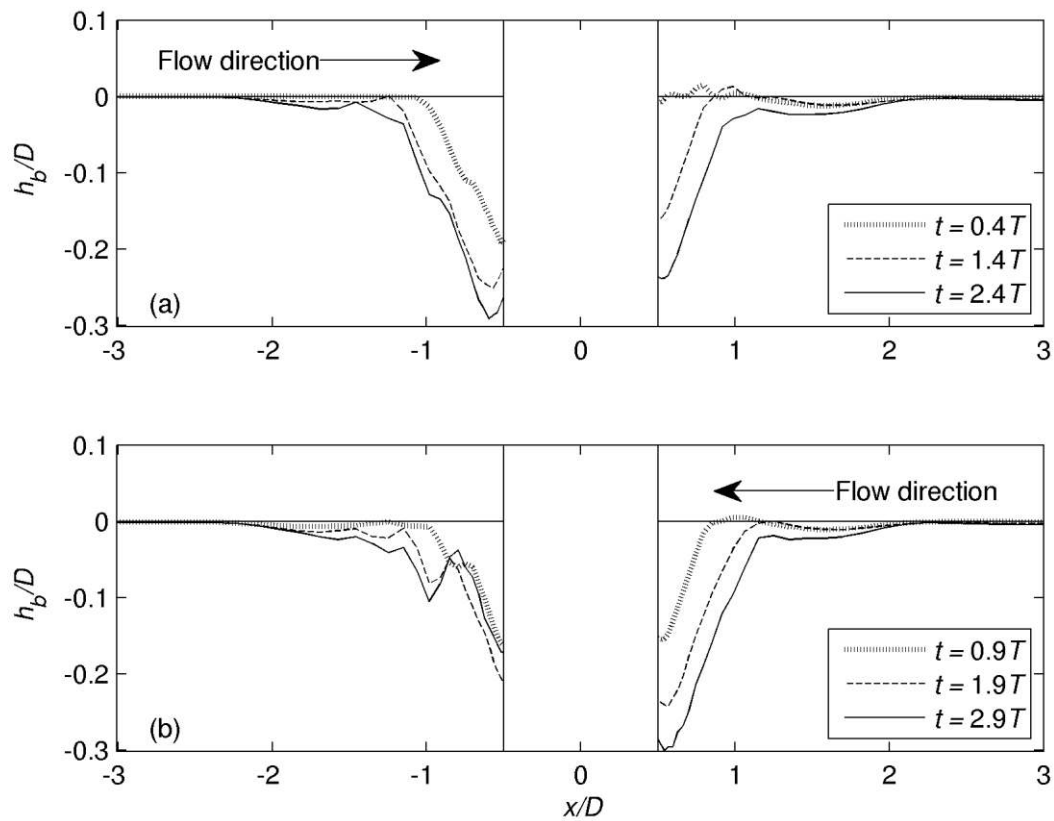 0.1
Flow direction
0
h_b/D
-0.1
t = 0.4T
-0.2
t = 1.4T
(a)
t = 2.4T
-0.3
-3 -2 -1 0 1 2 3
0.1
Flow direction
0
h_b/D
-0.1
t = 0.9T
-0.2
t = 1.9T
(b)
t = 2.9T
-0.3
-3 -2 -1 0 1 2 3
x/D